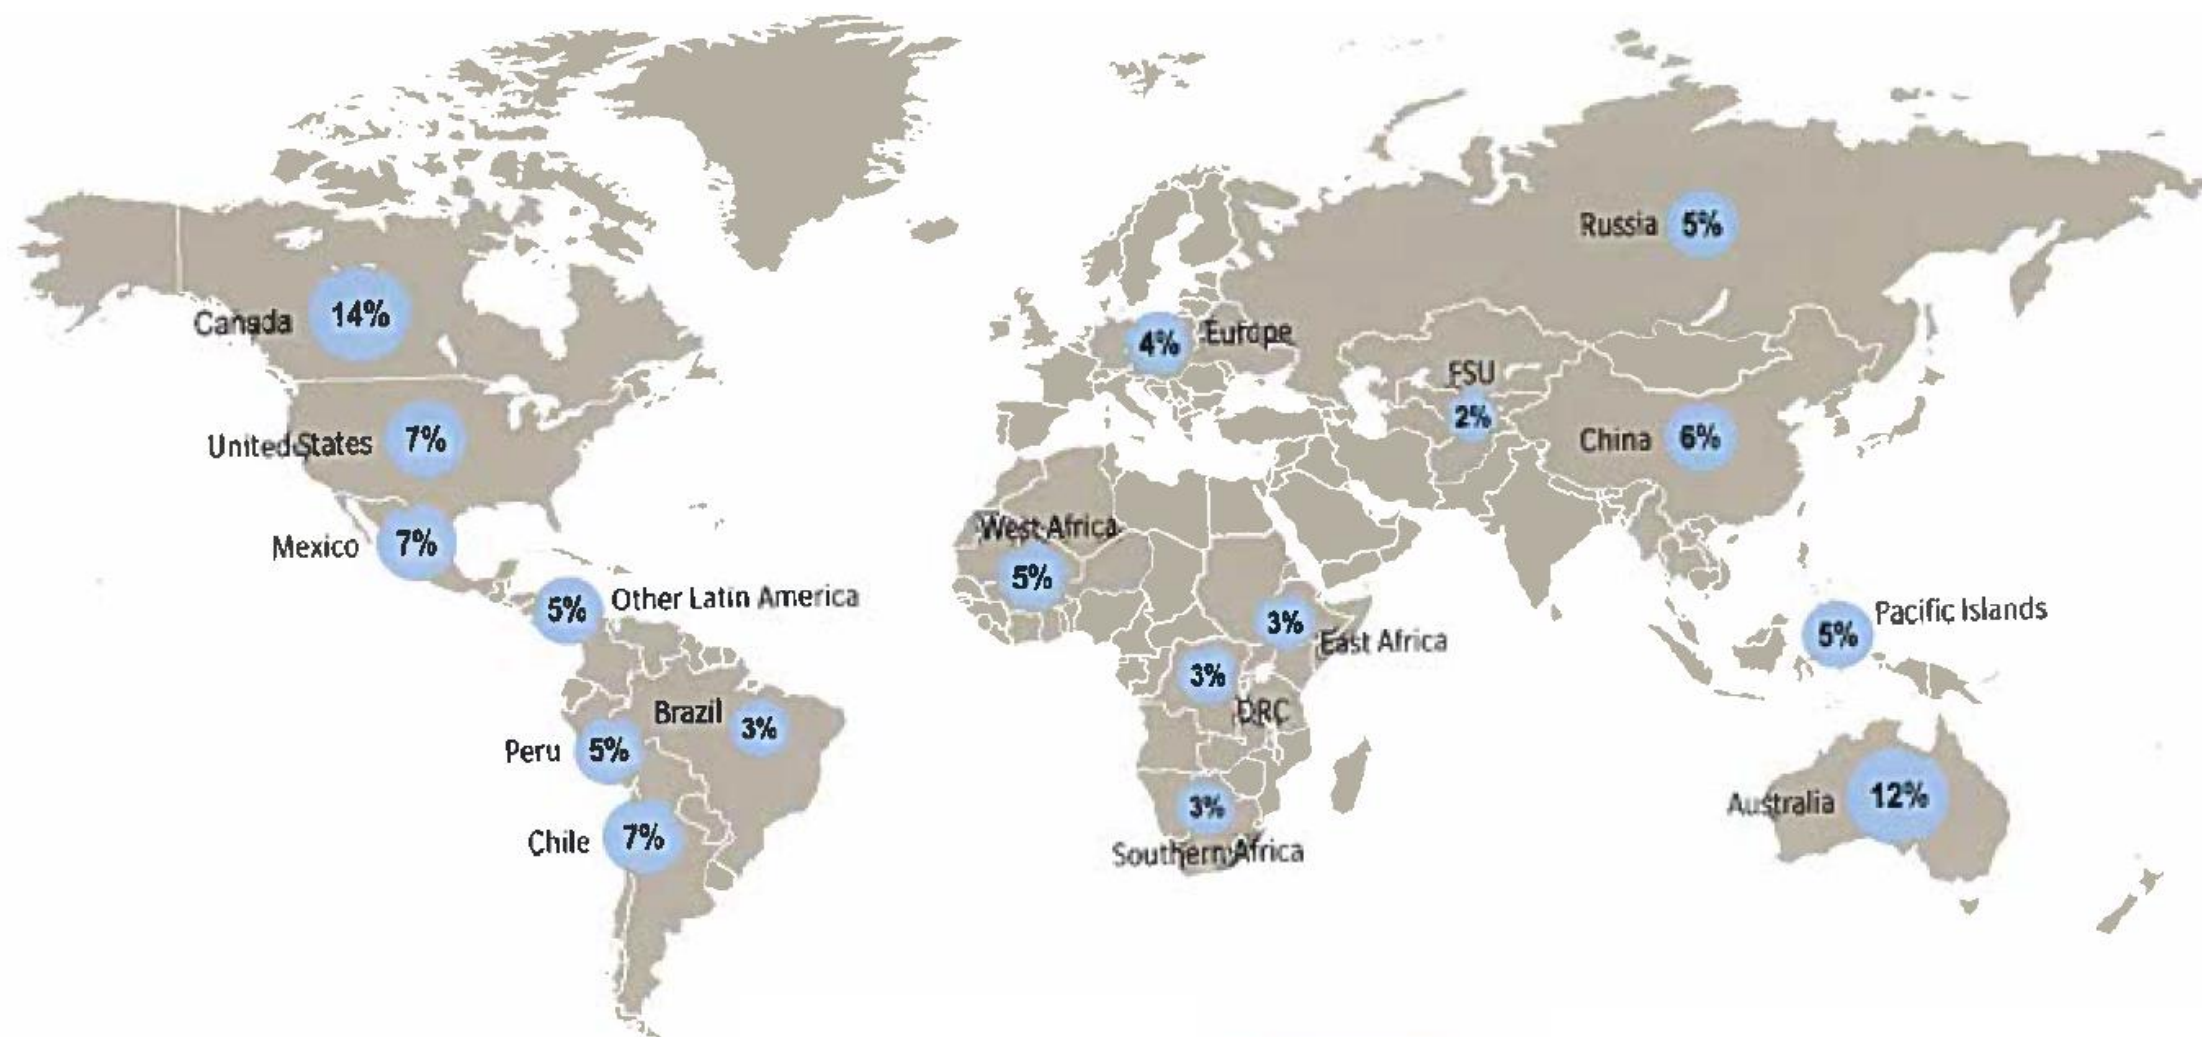 Russia 5%
Canada 14%
4% Europe
FSU
2%
United States 7%
China 6%
West Africa
5%
Mexico 7%
5% Other Latin America
3%
East Africa
5% Pacific Islands
3%
DRC
Brazil 3%
Peru 5%
Australia 12%
3%
Southern Africa
Chile 7%